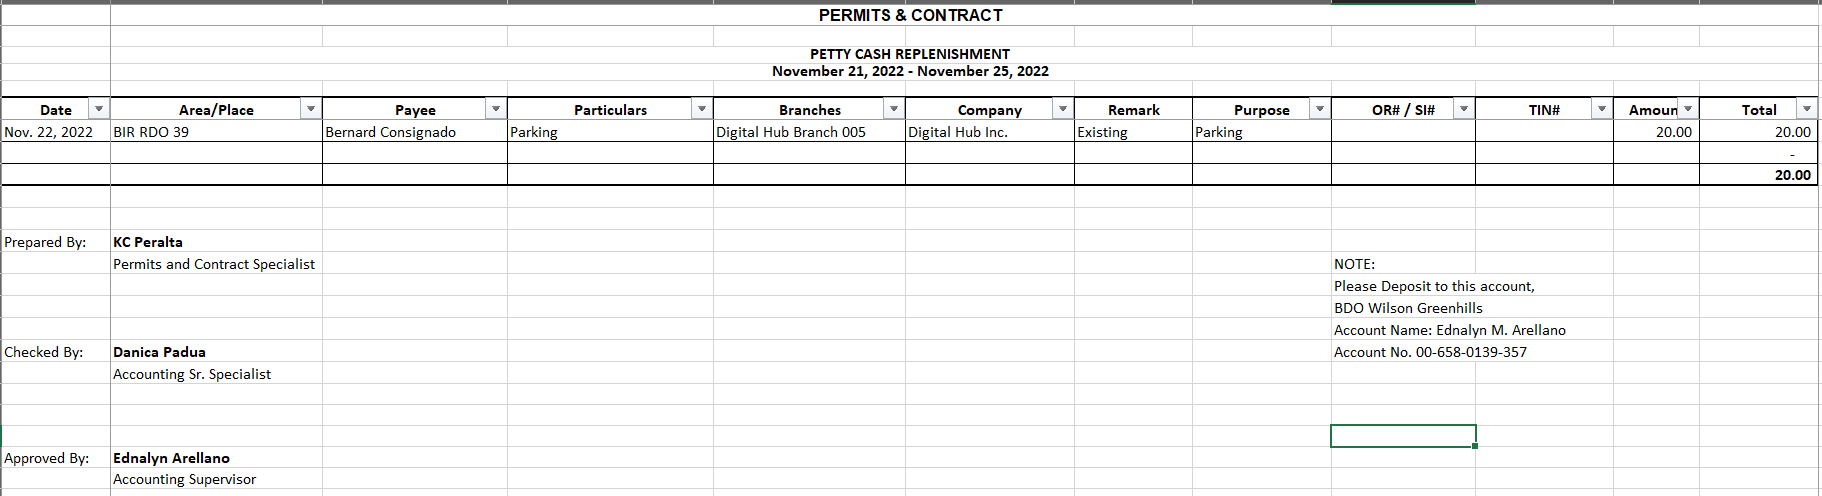 PERMITS & CONTRACT
PETTY CASH REPLENISHMENT
November 21, 2022 - November 25, 2022
Date Area/Place Payee Particulars Branches Company Remark Purpose OR# / SI# TIN# Amoun Total
Nov. 22, 2022 BIR RDO 39 Bernard Consignado Parking Digital Hub Branch 005 Digital Hub Inc. Existing Parking 20.00 20.00
-
20.00
Prepared By: KC Peralta
Permits and Contract Specialist
NOTE:
Please Deposit to this account,
BDO Wilson Greenhills
Account Name: Ednalyn M. Arellano
Account No. 00-658-0139-357
Checked By: Danica Padua
Accounting Sr. Specialist
Approved By: Ednalyn Arellano
Accounting Supervisor